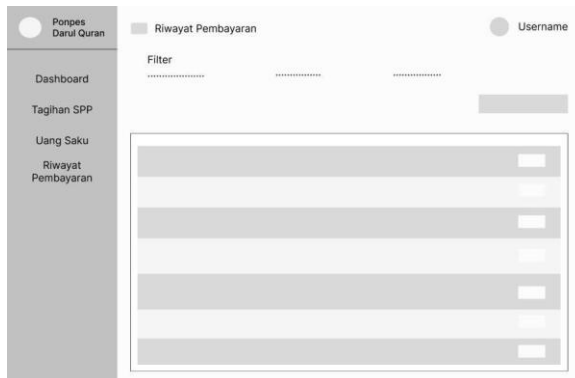 Ponpes
Darul Quran
Riwayat Pembayaran
Username
Filter
Dashboard
Tagihan SPP
Uang Saku
Riwayat
Pembayaran